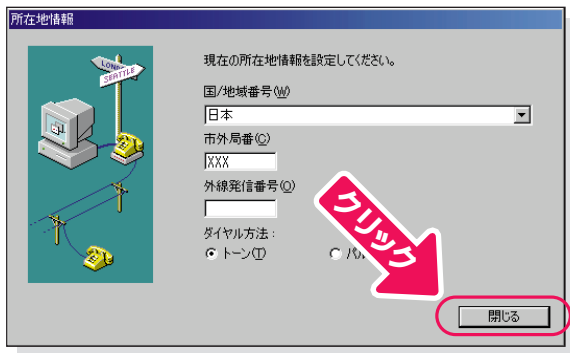 所在地情報
LONDON
SEATTLE
現在の所在地情報を設定してください。
国/地域番号(W)
日本
市外局番(C)
XXX
外線発信番号(O)
ダイヤル方法:
トーン(T)
クリック
閉じる